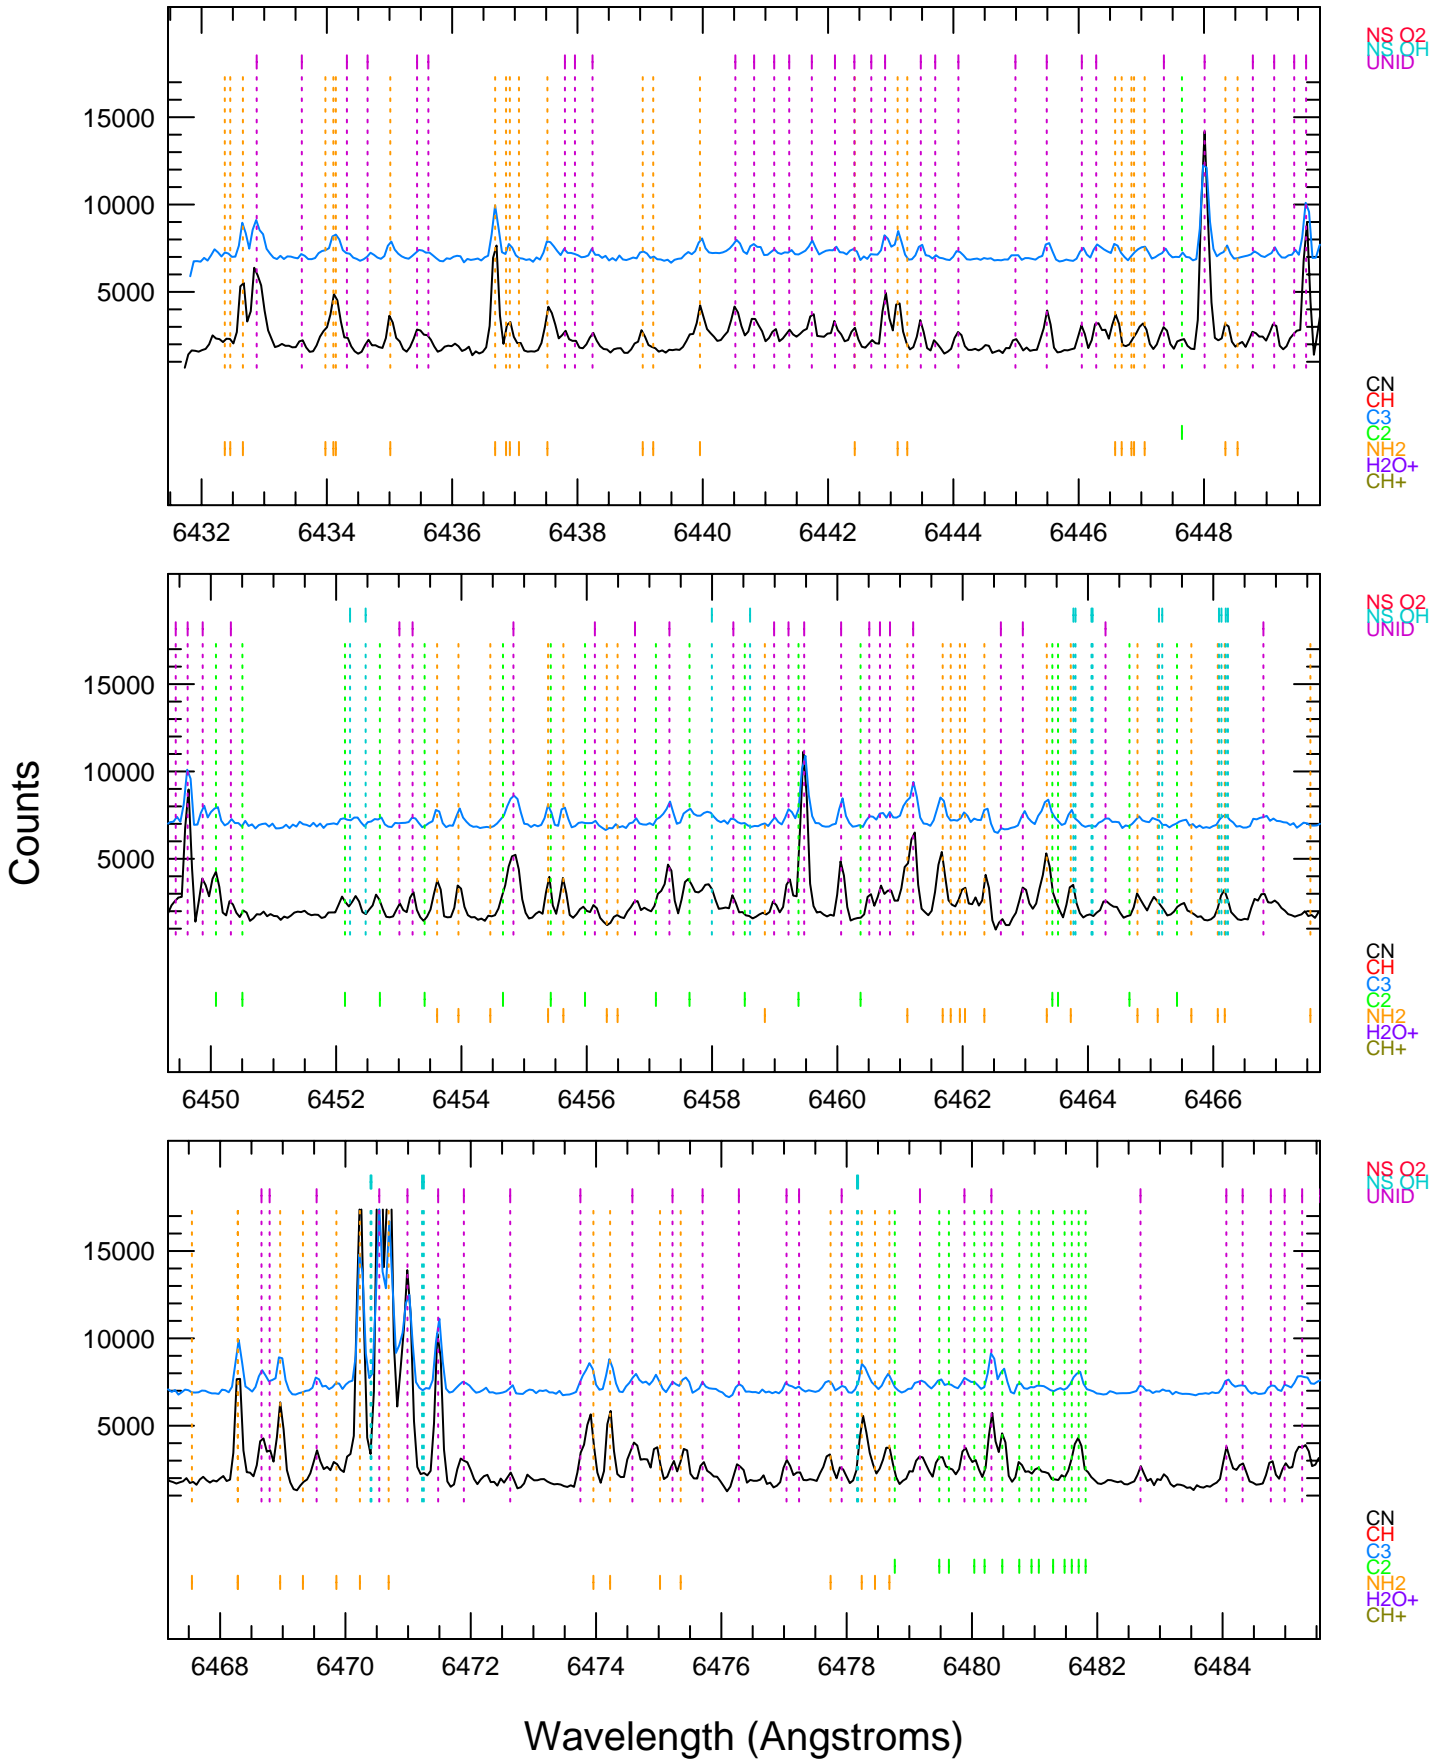 NS O2
NS OH
UNID
15000
10000
5000
CN
CH
C3
C2
NH2
H2O+
CH+
6432 6434 6436 6438 6440 6442 6444 6446 6448
NS O2
NS OH
UNID
15000
10000
5000
CN
CH
C3
C2
NH2
H2O+
CH+
6450 6452 6454 6456 6458 6460 6462 6464 6466
Counts
NS O2
NS OH
UNID
15000
10000
5000
CN
CH
C3
C2
NH2
H2O+
CH+
6468 6470 6472 6474 6476 6478 6480 6482 6484
Wavelength (Angstroms)